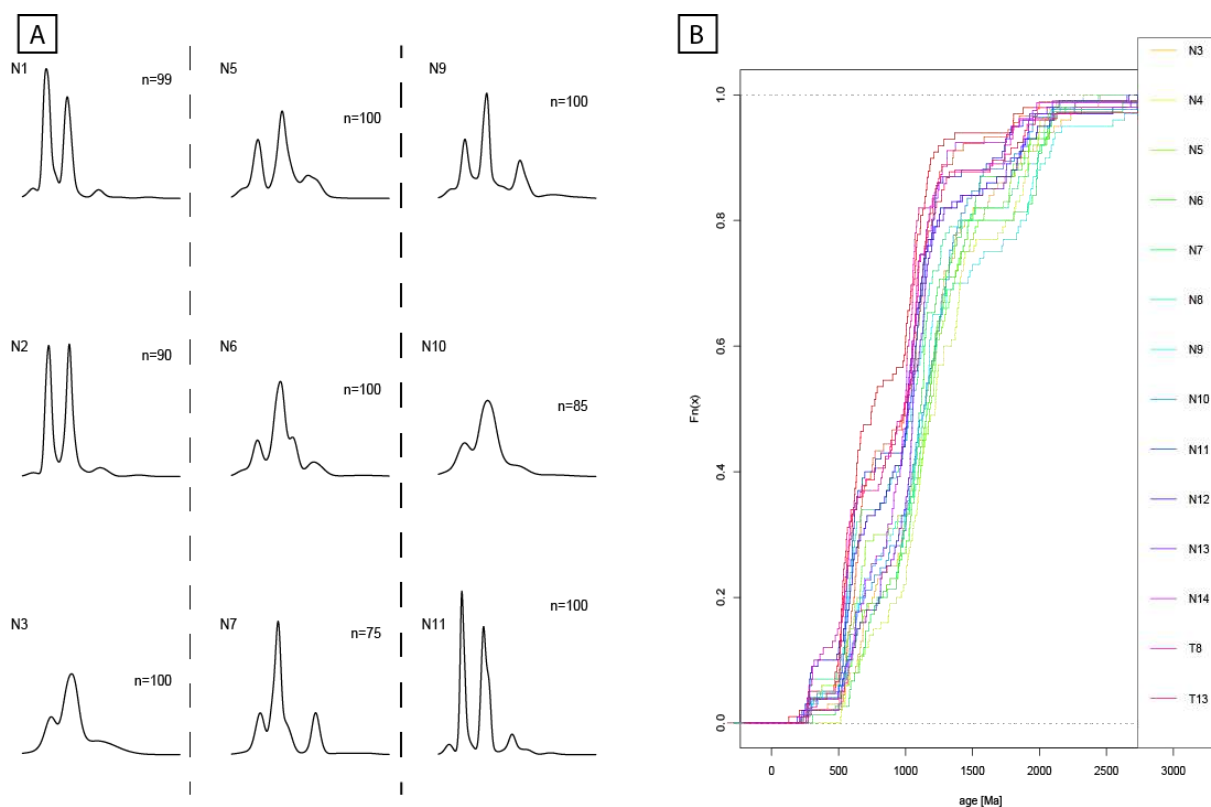 A
N1
n=99
N5
n=100
N9
n=100
N2
n=90
N6
n=100
N10
n=85
N3
n=100
N7
n=75
N11
n=100
B
Fn(x)
1.0
0.8
0.6
0.4
0.2
0.0
0 500 1000 1500 2000 2500 3000
age [Ma]
N3
N4
N5
N6
N7
N8
N9
N10
N11
N12
N13
N14
T8
T13